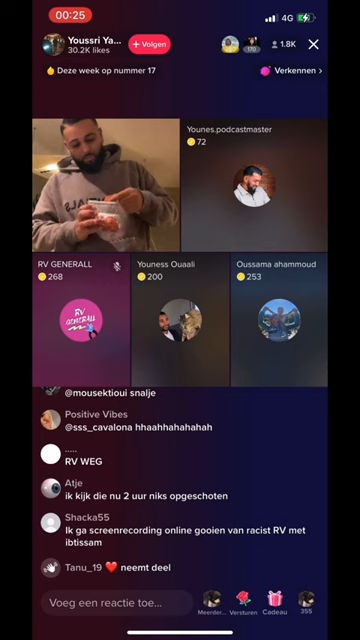 00:25
4G
Youssri Ya...
30.2K likes
+ Volgen
170
1.8K
Deze week op nummer 17
Verkennen >
Younes.podcastmaster
72
RV GENERALL
268
Youness Ouaali
200
Oussama ahammoud
253
RV
GENERALL
@mousektioui snalje
Positive Vibes
@sss_cavalona hhaahhahahahah
.....
RV WEG
Atje
ik kijk die nu 2 uur niks opgeschoten
Shacka55
Ik ga screenrecording online gooien van racist RV met
ibtissam
Tanu_19 ❤️ neemt deel
Voeg een reactie toe...
Meerder...
Versturen
Cadeau
355